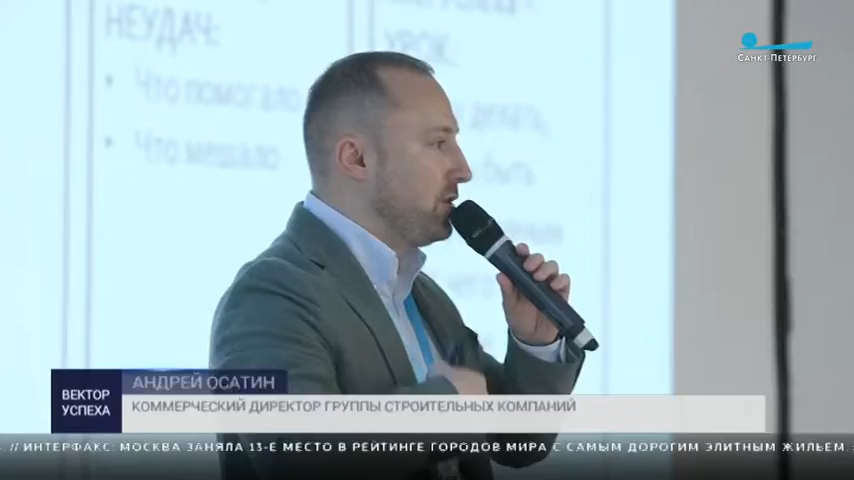 НЕУДАЧ:
УРОК:
• Что помогало
делать,
• Что мешало
быть
Санкт-Петербург
ВЕКТОР
УСПЕХА
АНДРЕЙ ОСАТИН
КОММЕРЧЕСКИЙ ДИРЕКТОР ГРУППЫ СТРОИТЕЛЬНЫХ КОМПАНИЙ
// ИНТЕРФАКС: МОСКВА ЗАНЯЛА 13-Е МЕСТО В РЕЙТИНГЕ ГОРОДОВ МИРА С САМЫМ ДОРОГИМ ЭЛИТНЫМ ЖИЛЬЕМ.